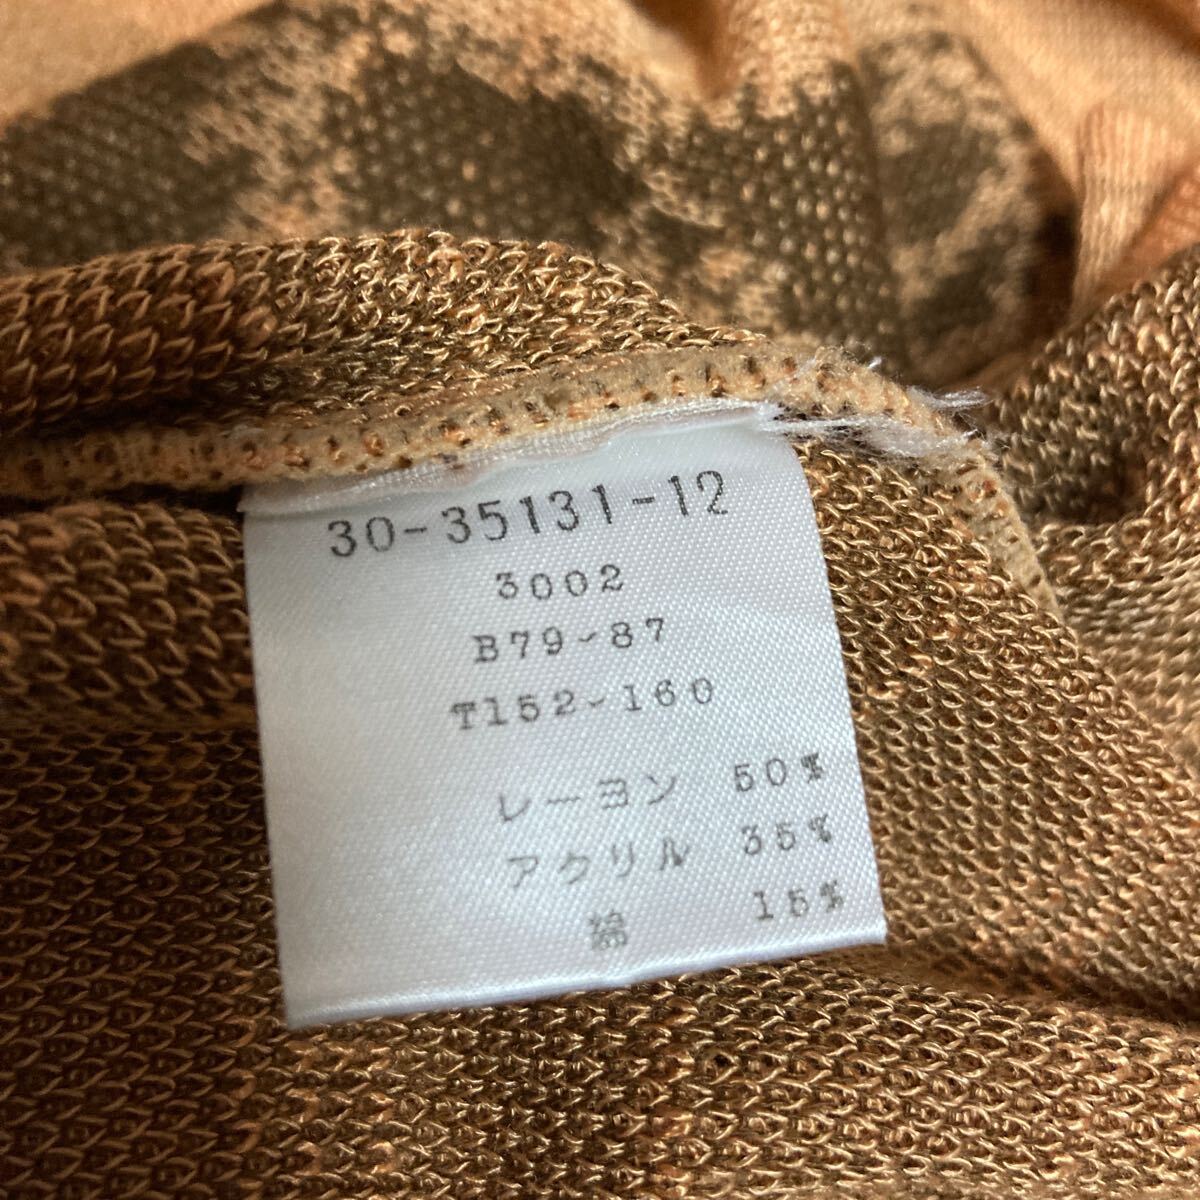 30-35131-12
3002
B79~87
T152~160
レーヨン 50%
アクリル 35%
綿 15%